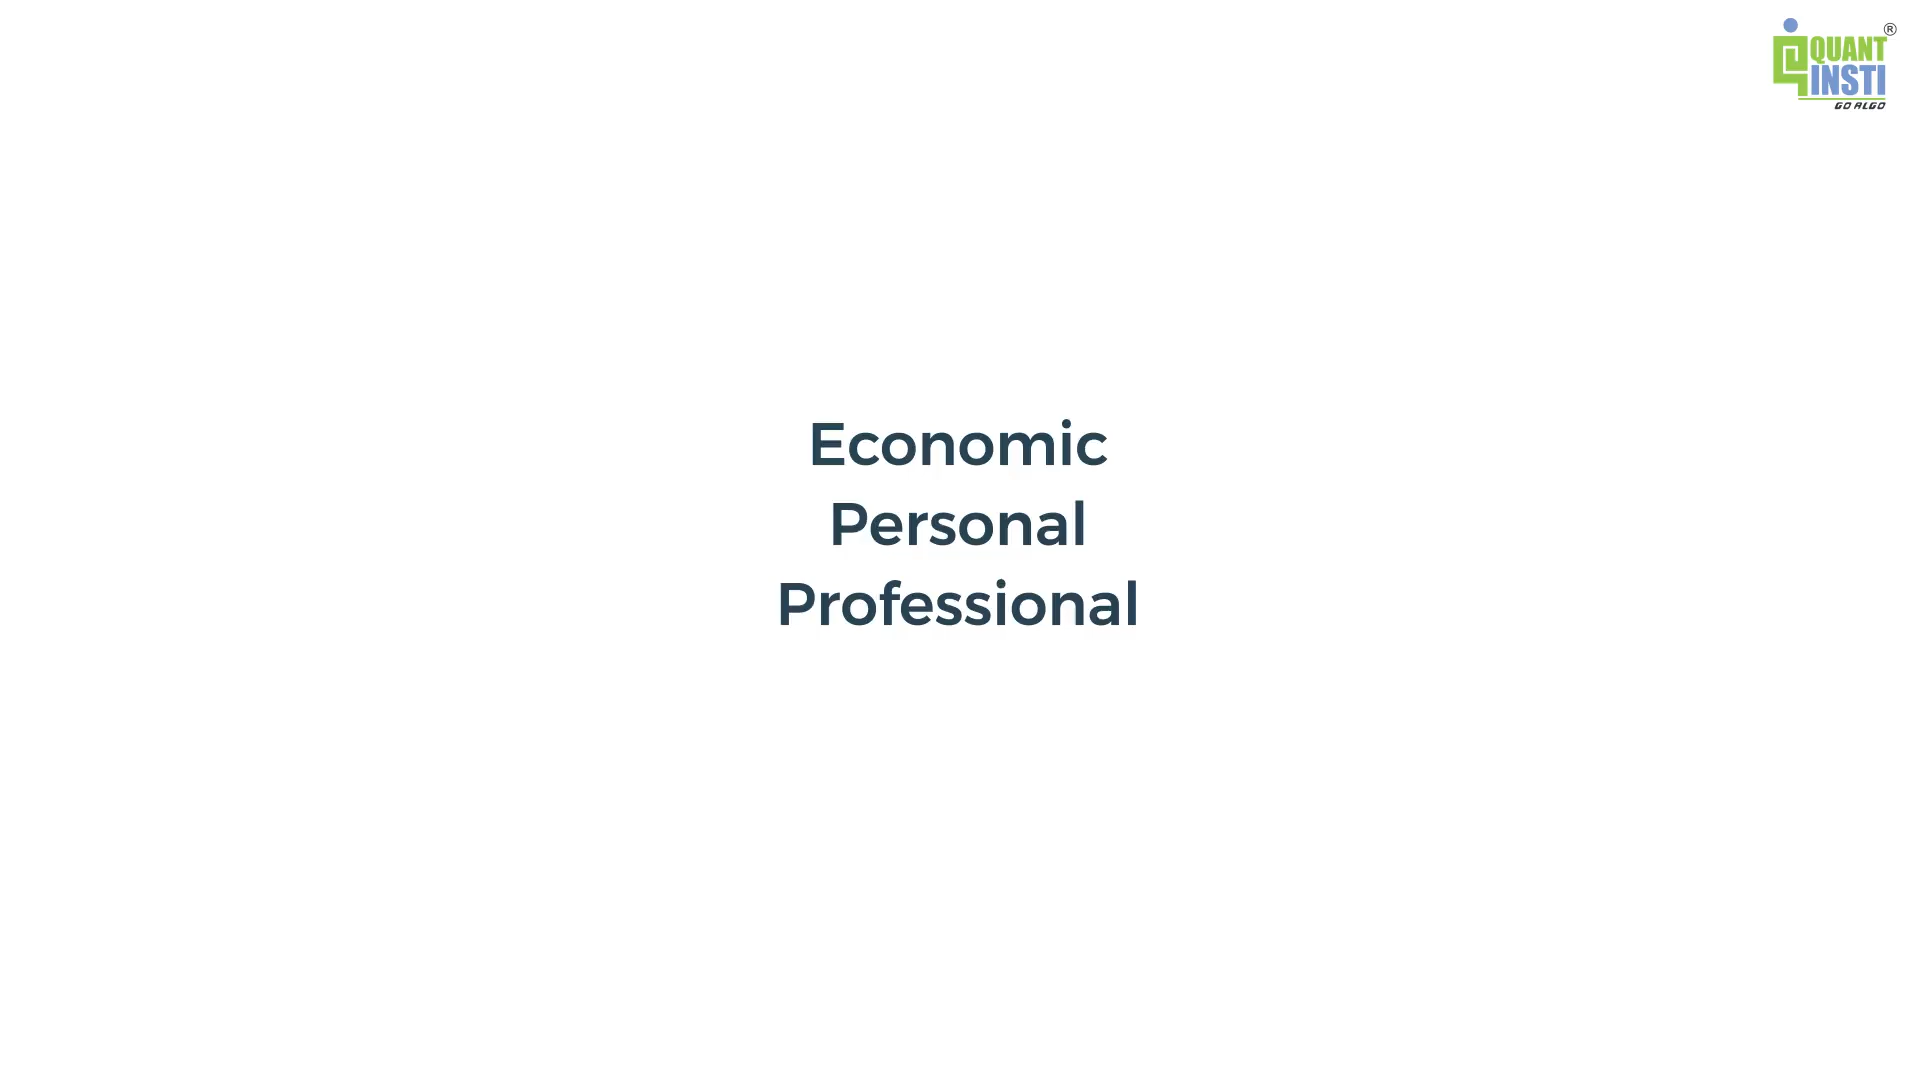 QUANT
INSTI
GO ALGO
®
Economic
Personal
Professional